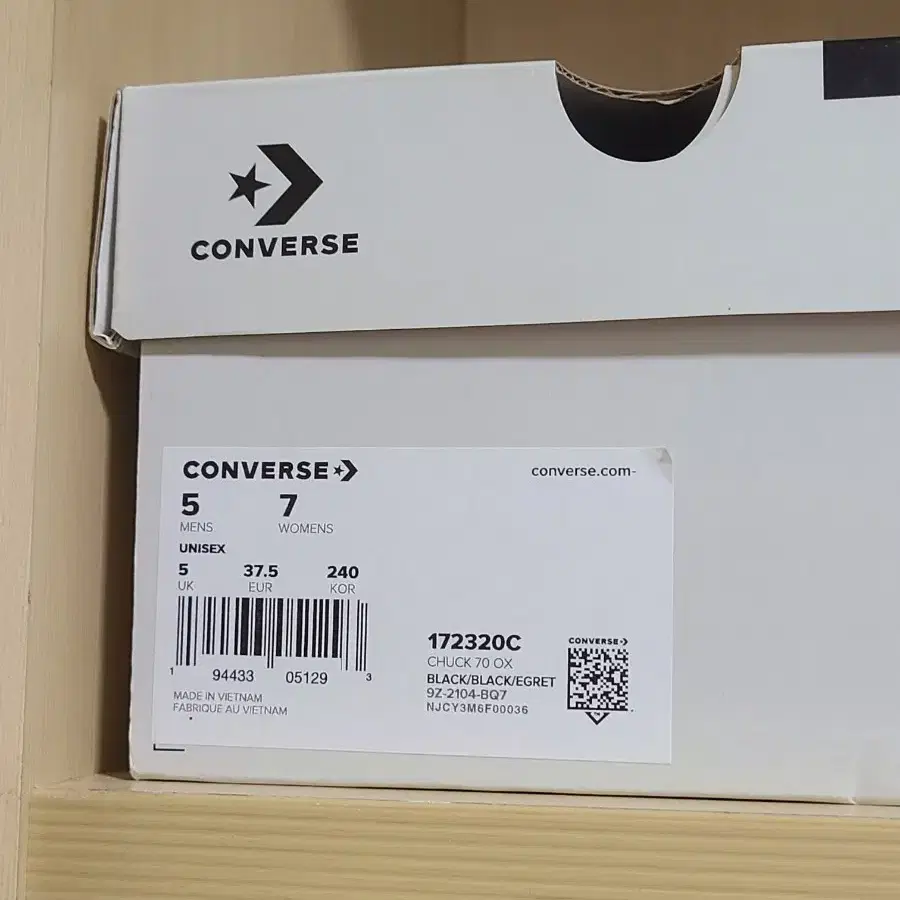 CONVERSE
CONVERSE
converse.com
5 7
MENS WOMENS
UNISEX
5 37.5 240
UK EUR KOR
1 94433 05129 3
MADE IN VIETNAM
FABRIQUE AU VIETNAM
172320C
CHUCK 70 OX
BLACK/BLACK/EGRET
9Z-2104-BQ7
NJCY3M6F00036
CONVERSE